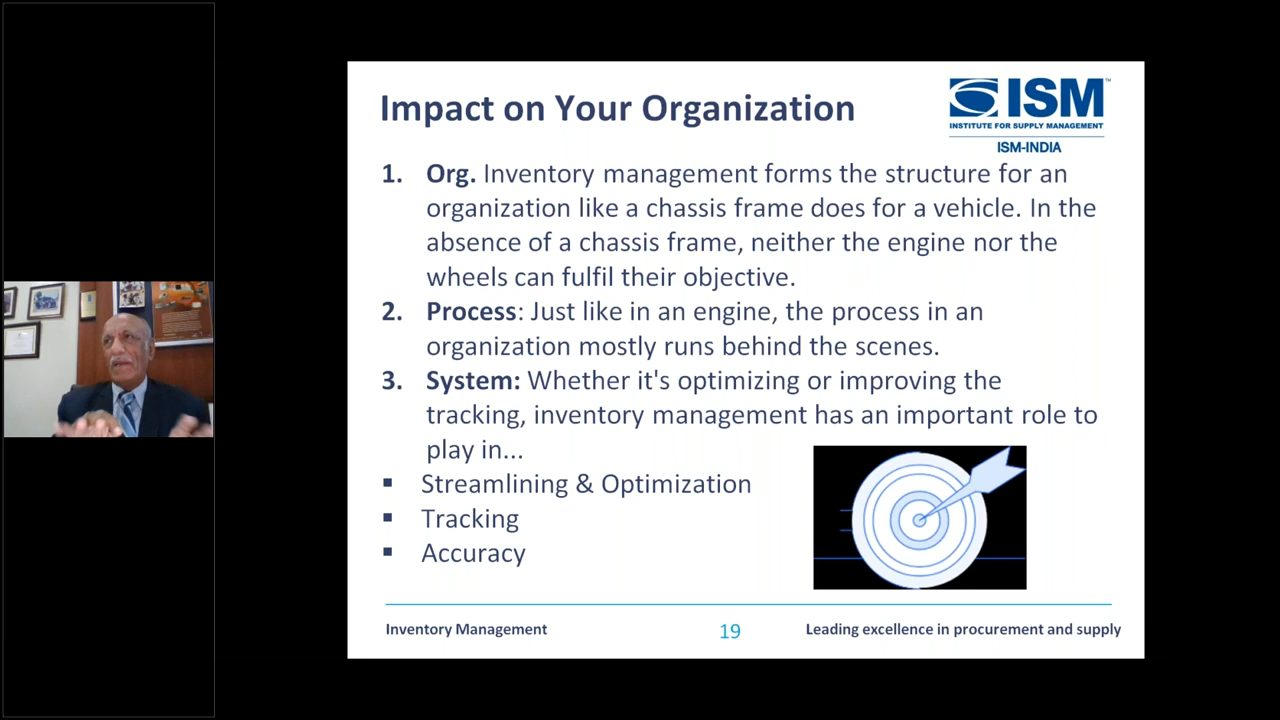 Impact on Your Organization
ISM™
INSTITUTE FOR SUPPLY MANAGEMENT
ISM-INDIA
1. Org. Inventory management forms the structure for an
organization like a chassis frame does for a vehicle. In the
absence of a chassis frame, neither the engine nor the
wheels can fulfil their objective.
2. Process: Just like in an engine, the process in an
organization mostly runs behind the scenes.
3. System: Whether it's optimizing or improving the
tracking, inventory management has an important role to
play in...
▪ Streamlining & Optimization
▪ Tracking
▪ Accuracy
Inventory Management
19
Leading excellence in procurement and supply